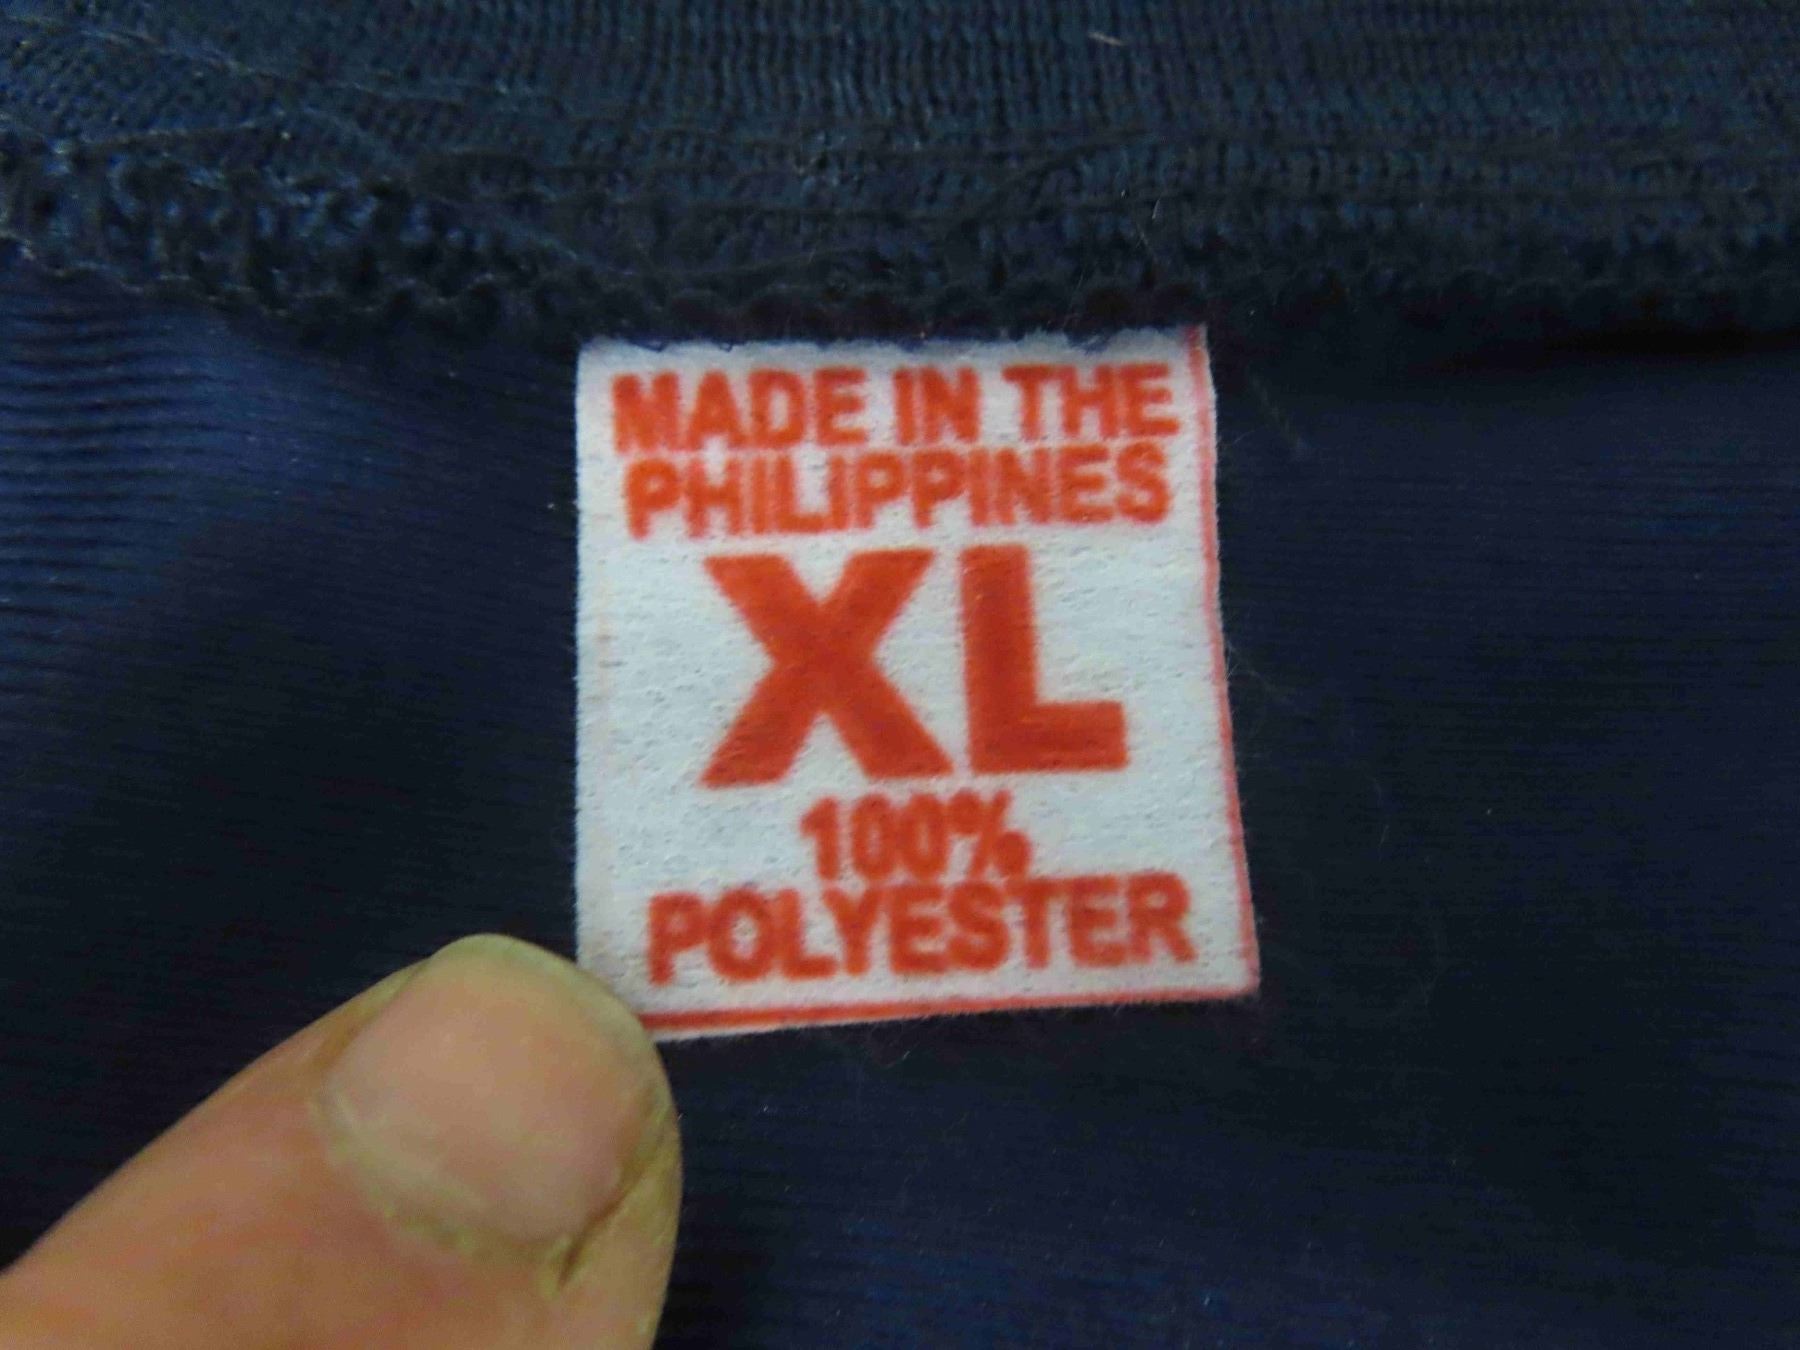 MADE IN THE
PHILIPPINES
XL
100%
POLYESTER